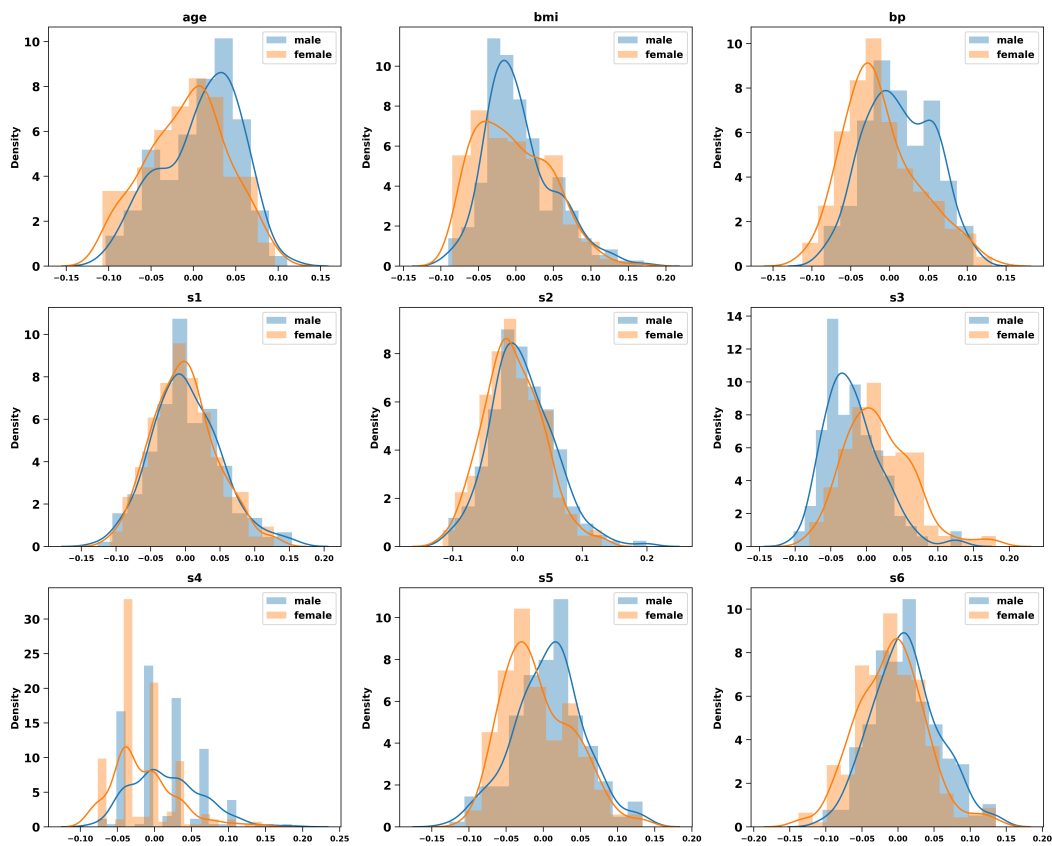 age
male
female
Density
10
8
6
4
2
0
−0.15 −0.10 −0.05 0.00 0.05 0.10 0.15
bmi
male
female
Density
10
8
6
4
2
0
−0.15 −0.10 −0.05 0.00 0.05 0.10 0.15 0.20
bp
male
female
Density
10
8
6
4
2
0
−0.15 −0.10 −0.05 0.00 0.05 0.10 0.15
s1
male
female
Density
10
8
6
4
2
0
−0.15 −0.10 −0.05 0.00 0.05 0.10 0.15 0.20
s2
male
female
Density
8
6
4
2
0
−0.1 0.0 0.1 0.2
s3
male
female
Density
14
12
10
8
6
4
2
0
−0.15 −0.10 −0.05 0.00 0.05 0.10 0.15 0.20
s4
male
female
Density
30
25
20
15
10
5
0
−0.10 −0.05 0.00 0.05 0.10 0.15 0.20 0.25
s5
male
female
Density
10
8
6
4
2
0
−0.15 −0.10 −0.05 0.00 0.05 0.10 0.15 0.20
s6
male
female
Density
10
8
6
4
2
0
−0.20 −0.15 −0.10 −0.05 0.00 0.05 0.10 0.15 0.20